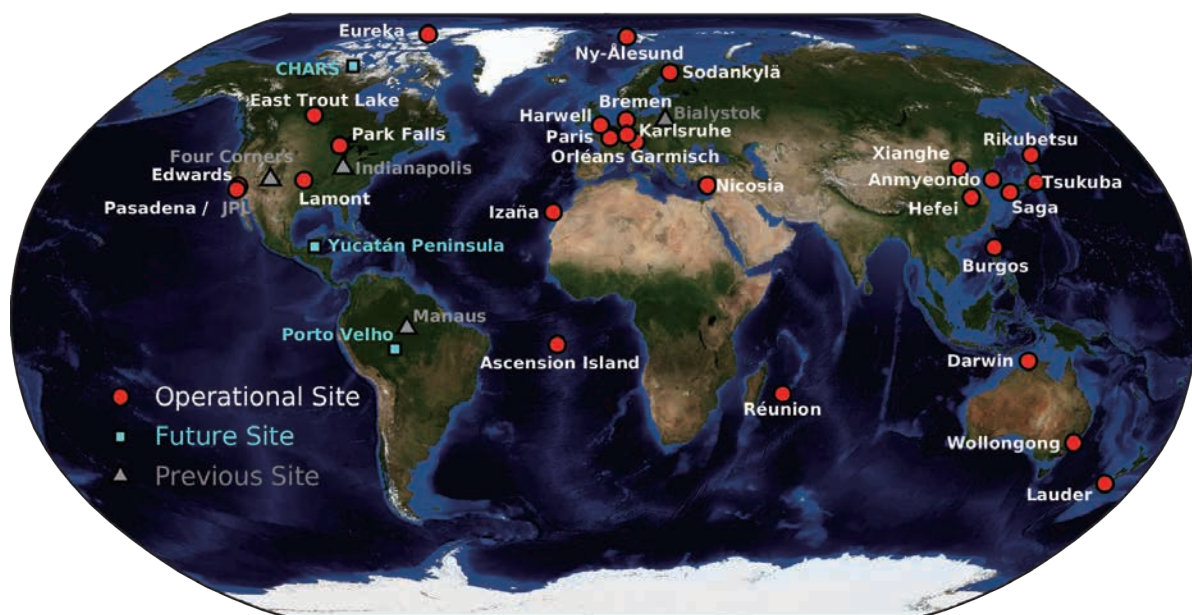 Eureka
Ny-Ålesund
CHARS
Sodankylä
East Trout Lake
Bremen
Harwell
Bialystok
Paris
Karlsruhe
Park Falls
Rikubetsu
Four Corners
Indianapolis
Orléans Garmisch
Xianghe
Edwards
Anmyeondo
Tsukuba
Nicosia
Lamont
Pasadena / JPL
Izaña
Hefei
Saga
Yucatán Peninsula
Burgos
Manaus
Porto Velho
Ascension Island
Darwin
Operational Site
Réunion
Future Site
Wollongong
Previous Site
Lauder